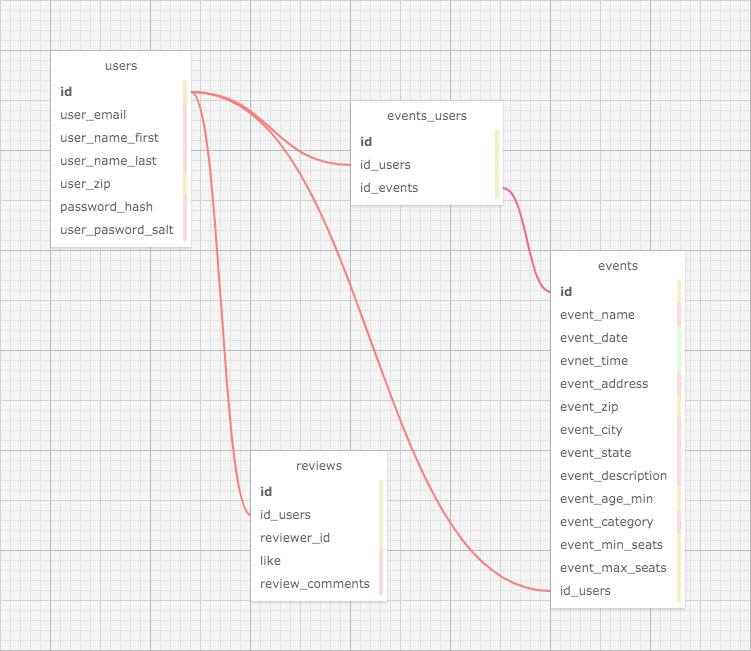 users
id
user_email
user_name_first
user_name_last
user_zip
password_hash
user_pasword_salt
events_users
id
id_users
id_events
events
id
event_name
event_date
evnet_time
event_address
event_zip
event_city
event_state
event_description
event_age_min
event_category
event_min_seats
event_max_seats
id_users
reviews
id
id_users
reviewer_id
like
review_comments